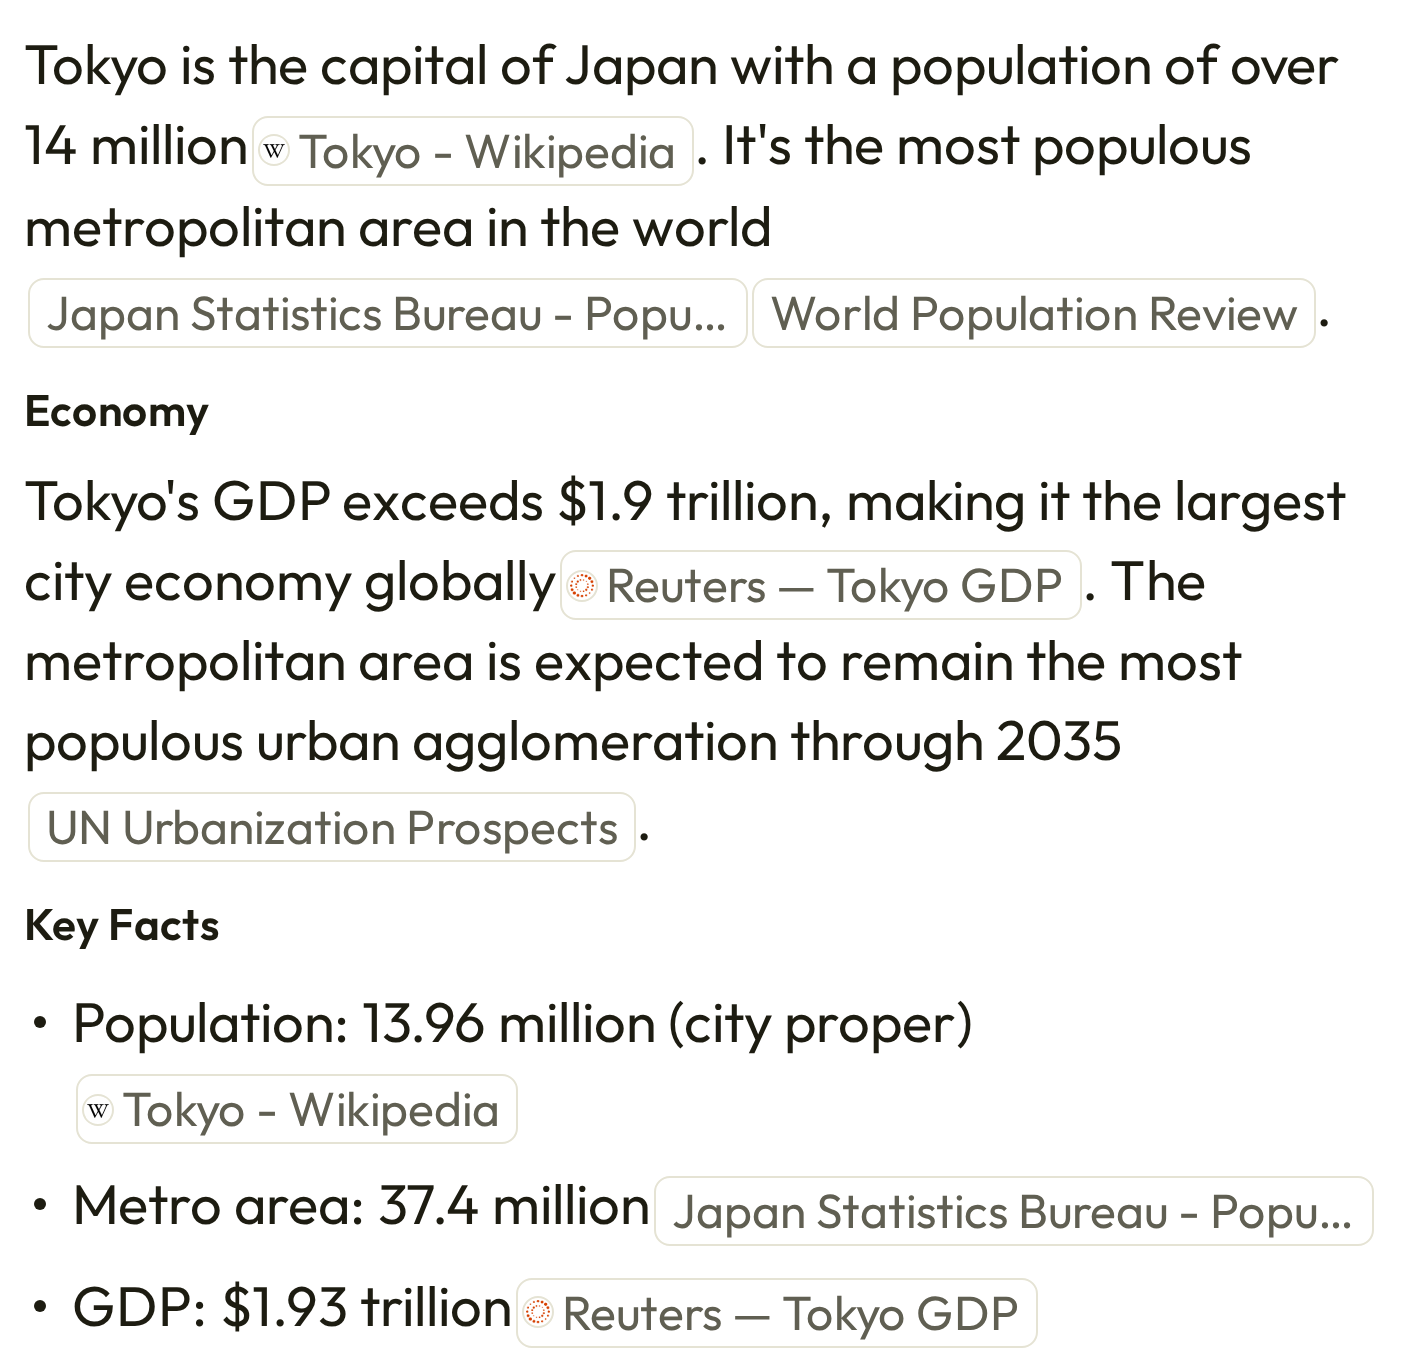 Tokyo is the capital of Japan with a population of over
14 million W Tokyo - Wikipedia. It's the most populous
metropolitan area in the world
Japan Statistics Bureau - Popu... World Population Review.
Economy
Tokyo's GDP exceeds $1.9 trillion, making it the largest
city economy globally Reuters — Tokyo GDP. The
metropolitan area is expected to remain the most
populous urban agglomeration through 2035
UN Urbanization Prospects.
Key Facts
• Population: 13.96 million (city proper)
W Tokyo - Wikipedia
• Metro area: 37.4 million Japan Statistics Bureau - Popu...
• GDP: $1.93 trillion Reuters — Tokyo GDP